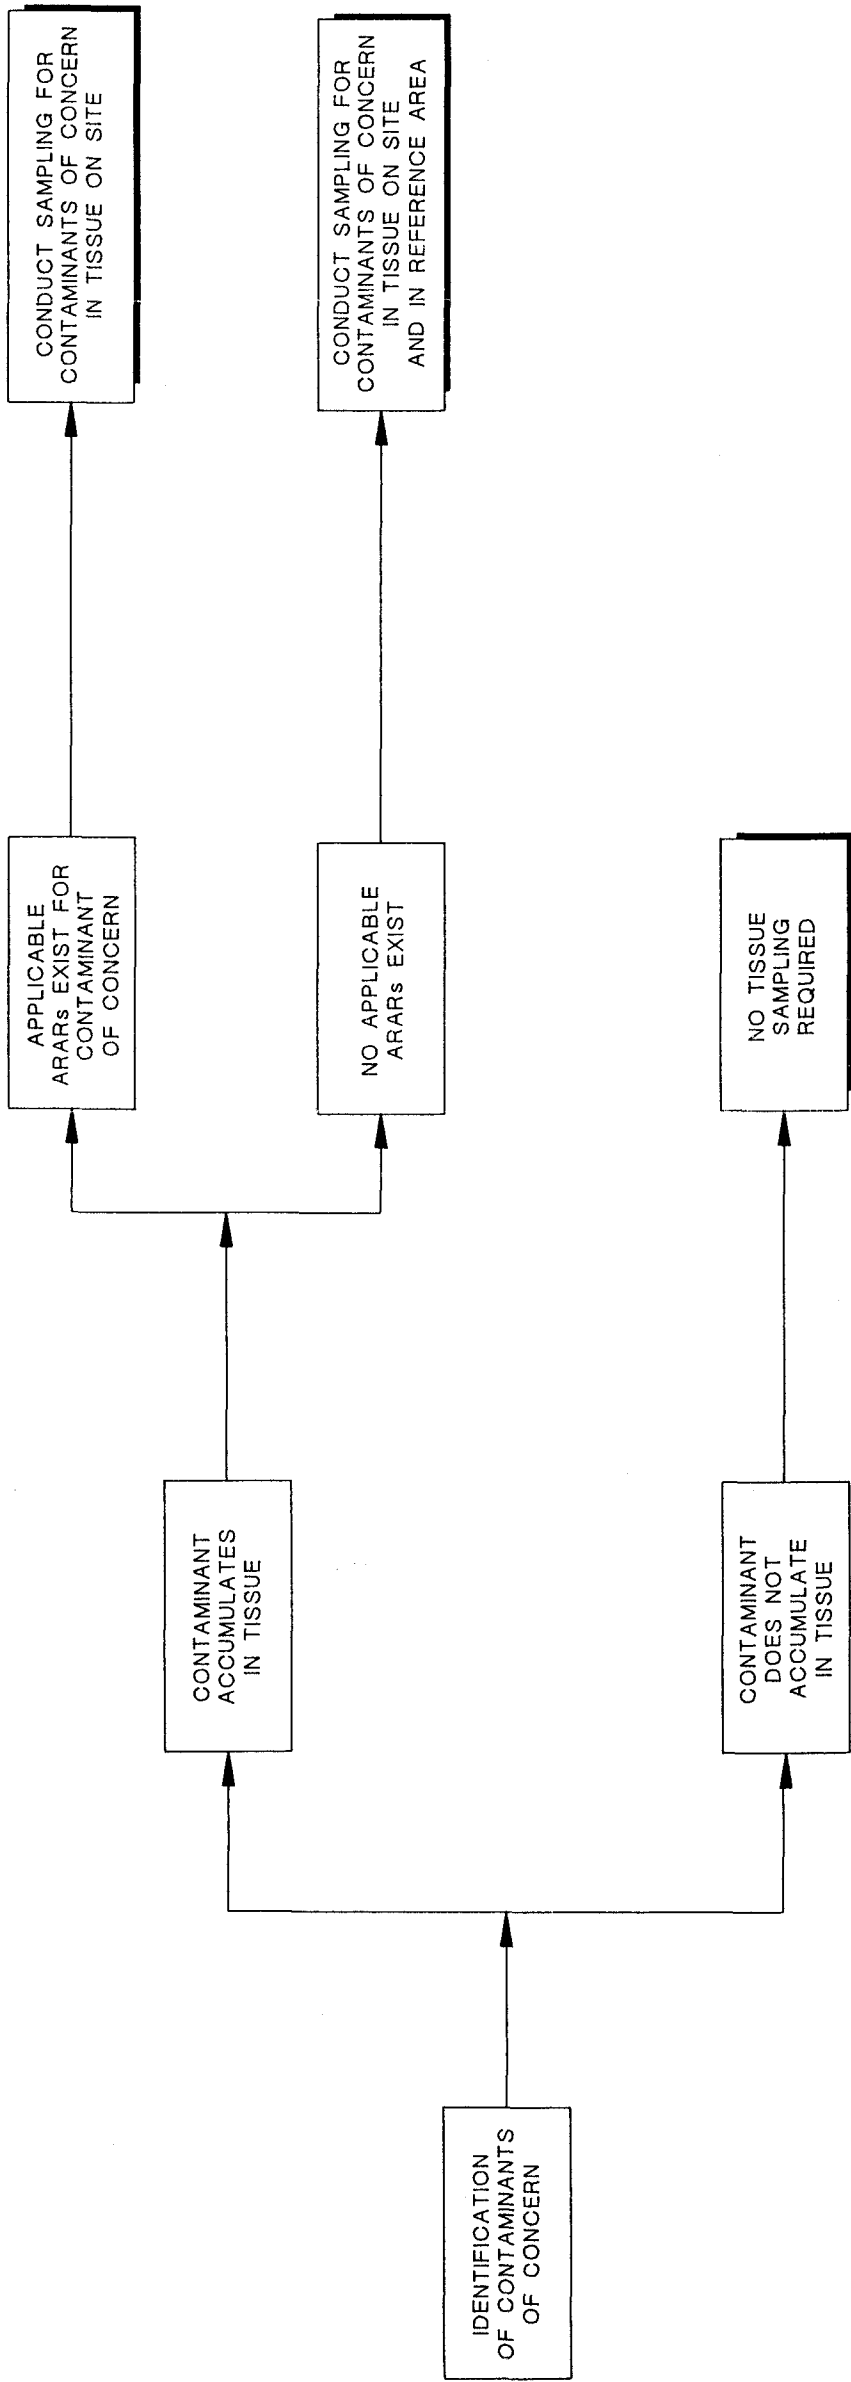 IDENTIFICATION
OF CONTAMINANTS
OF CONCERN
CONTAMINANT
ACCUMULATES
IN TISSUE
CONTAMINANT
DOES NOT
ACCUMULATE
IN TISSUE
APPLICABLE
ARARs EXIST FOR
CONTAMINANT
OF CONCERN
NO APPLICABLE
ARARs EXIST
NO TISSUE
SAMPLING
REQUIRED
CONDUCT SAMPLING FOR
CONTAMINANTS OF CONCERN
IN TISSUE ON SITE
CONDUCT SAMPLING FOR
CONTAMINANTS OF CONCERN
IN TISSUE ON SITE
AND IN REFERENCE AREA